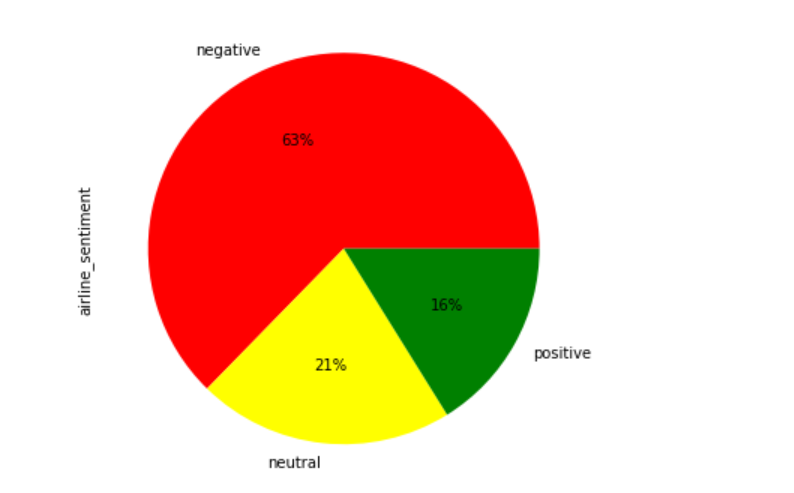 negative
63%
airline_sentiment
16%
positive
21%
neutral